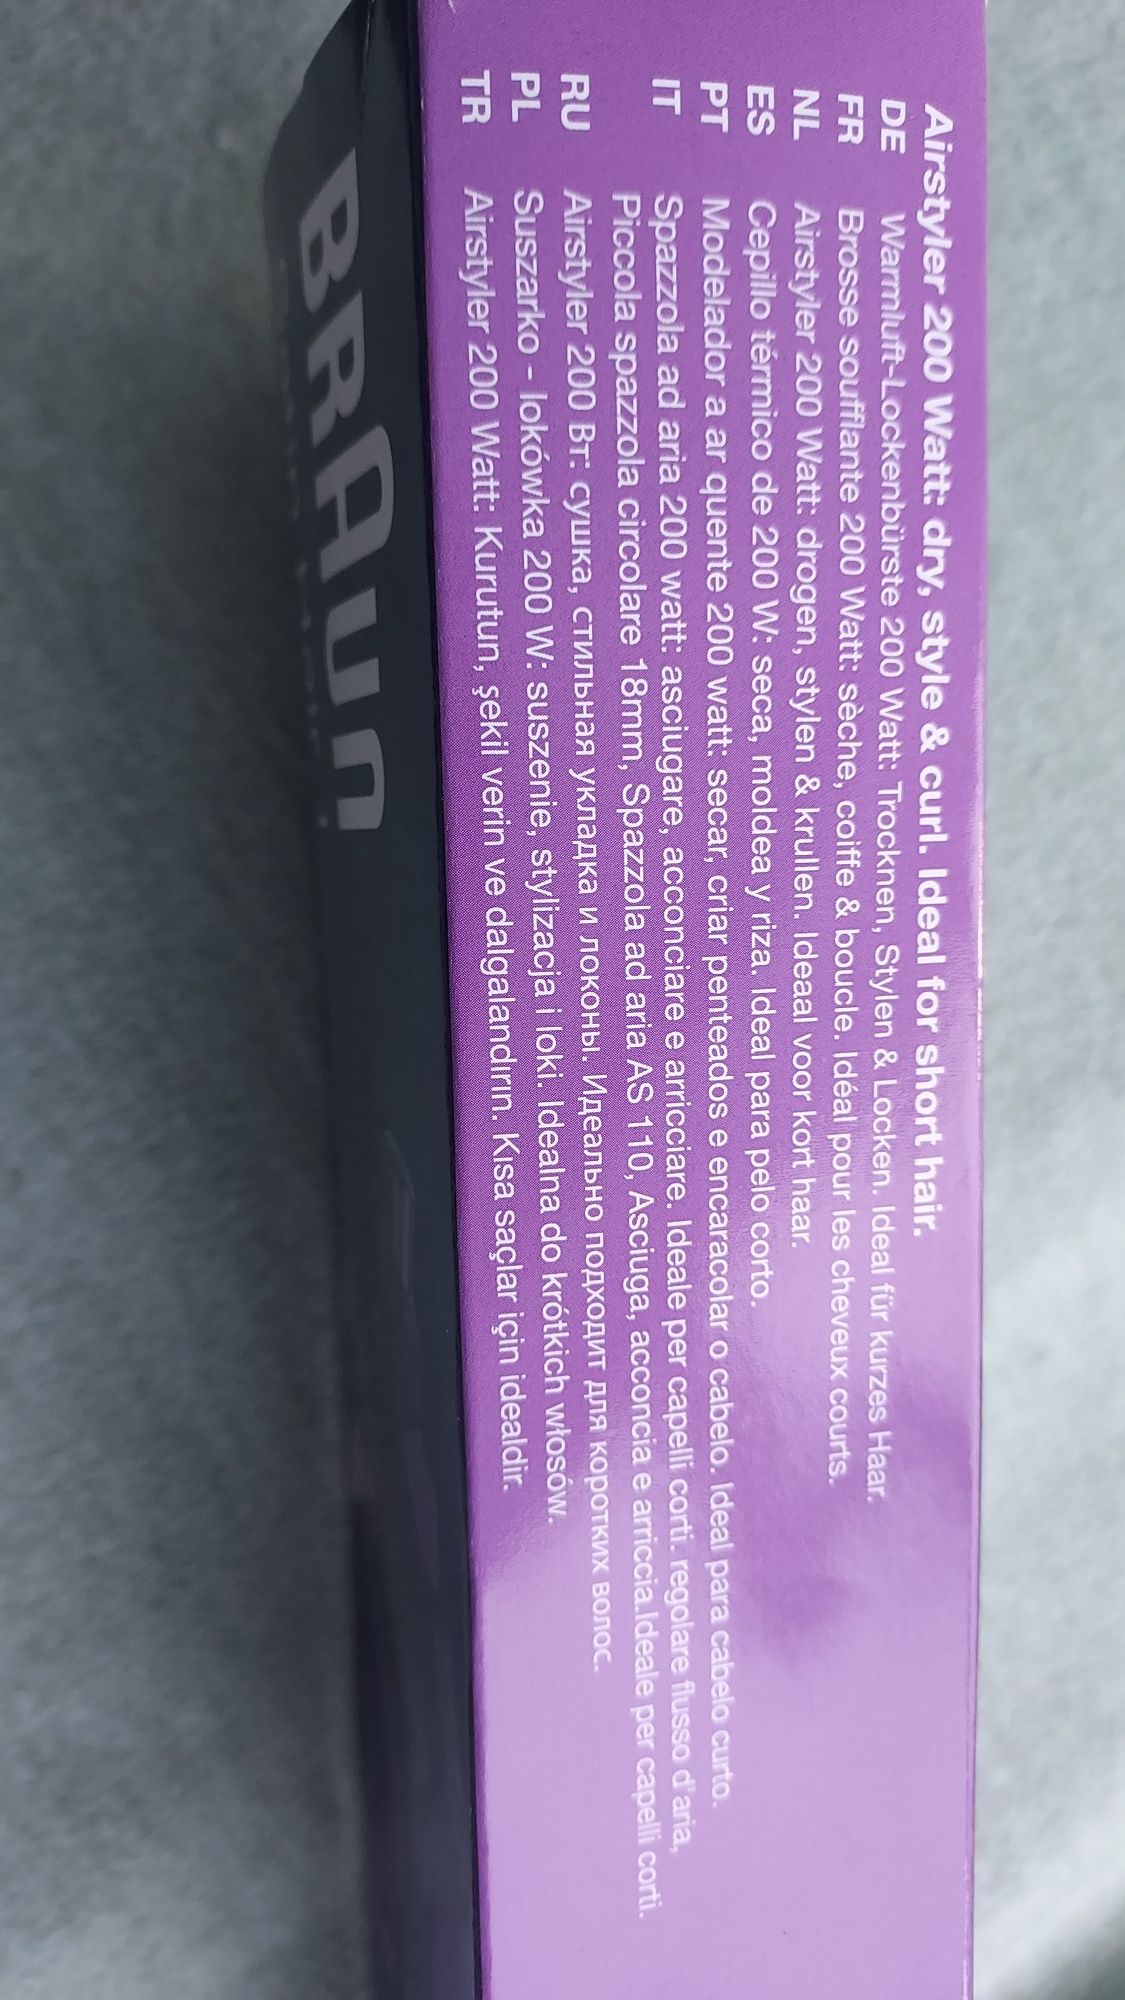 Airstyler 200 Watt: dry, style & curl. Ideal for short hair.
DE Warmluft-Lockenbürste 200 Watt: Trocknen, Stylen & Locken. Ideal für kurzes Haar.
FR Brosse soufflante 200 Watt: sèche, coiffe & boucle. Idéal pour les cheveux courts.
NL Airstyler 200 Watt: drogen, stylen & krullen. Ideaal voor kort haar.
ES Cepillo térmico de 200 W: seca, moldea y riza. Ideal para pelo corto.
PT Modelador a ar quente 200 watt: secar, criar penteados e encaracolar o cabelo. Ideal para cabelo curto.
IT Spazzola ad aria 200 watt: asciugare, acconciare e arricciare. Ideale per capelli corti. regolare flusso d'aria,
Piccola spazzola circolare 18mm, Spazzola ad aria AS 110, Asciuga, acconcia e arriccia.Ideale per capelli corti.
RU Airstyler 200 Вт: сушка, стильная укладка и локоны. Идеально подходит для коротких волос.
PL Suszarko - lokówka 200 W: suszenie, stylizacja i loki. Idealna do krótkich włosów.
TR Airstyler 200 Watt: Kurutun, şekil verin ve dalgalandırın. Kısa saçlar için idealdir.
BRAUN